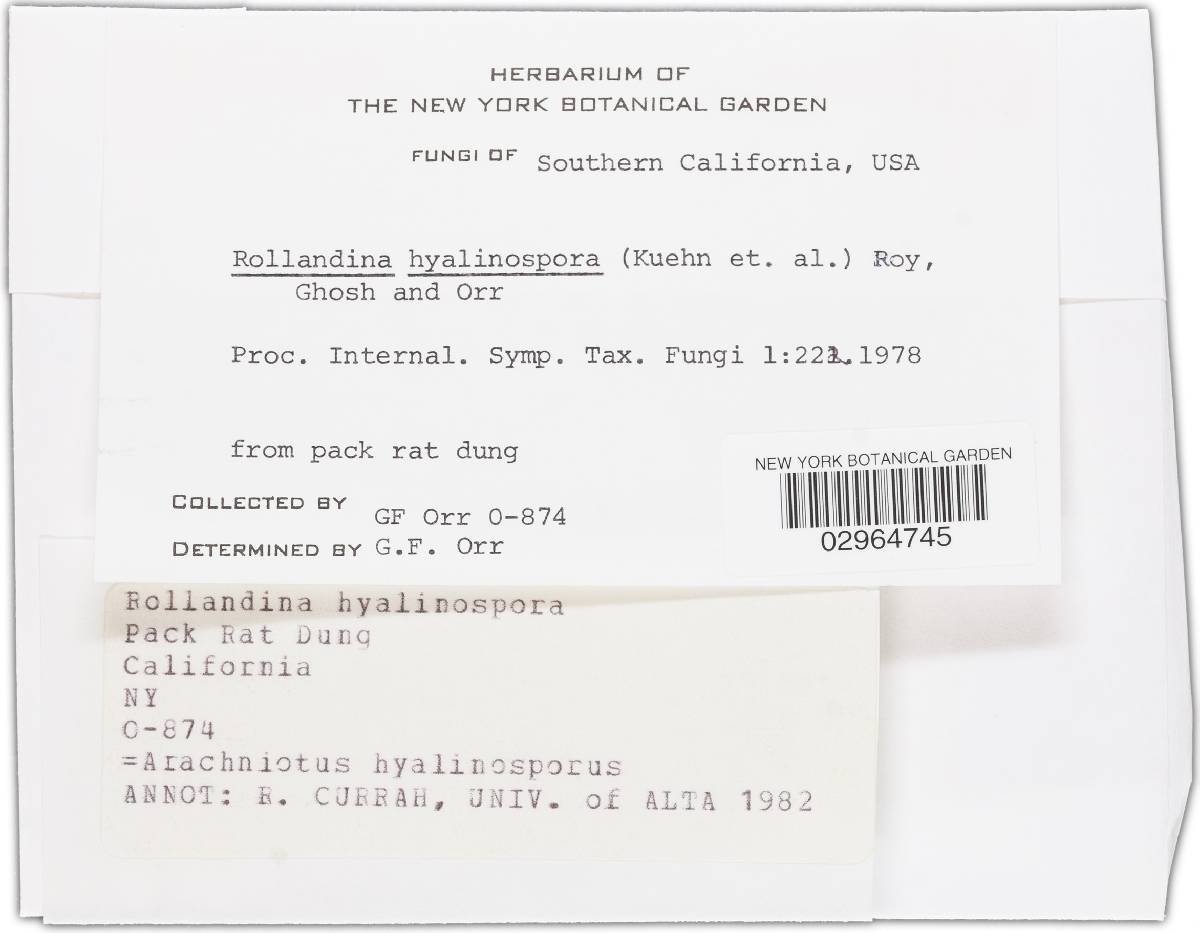 HERBARIUM OF
THE NEW YORK BOTANICAL GARDEN
FUNGI OF Southern California, USA
Rollandina hyalinospora (Kuehn et. al.) Roy,
Ghosh and Orr
Proc. Internal. Symp. Tax. Fungi 1:221.1978
from pack rat dung
COLLECTED BY GF Orr O-874
DETERMINED BY G.F. Orr
NEW YORK BOTANICAL GARDEN
02964745
Rollandina hyalinospora
Pack Rat Dung
California
NY
O-874
=Arachniotus hyalinosporus
ANNOT: R. CURRAH, UNIV. of ALTA 1982